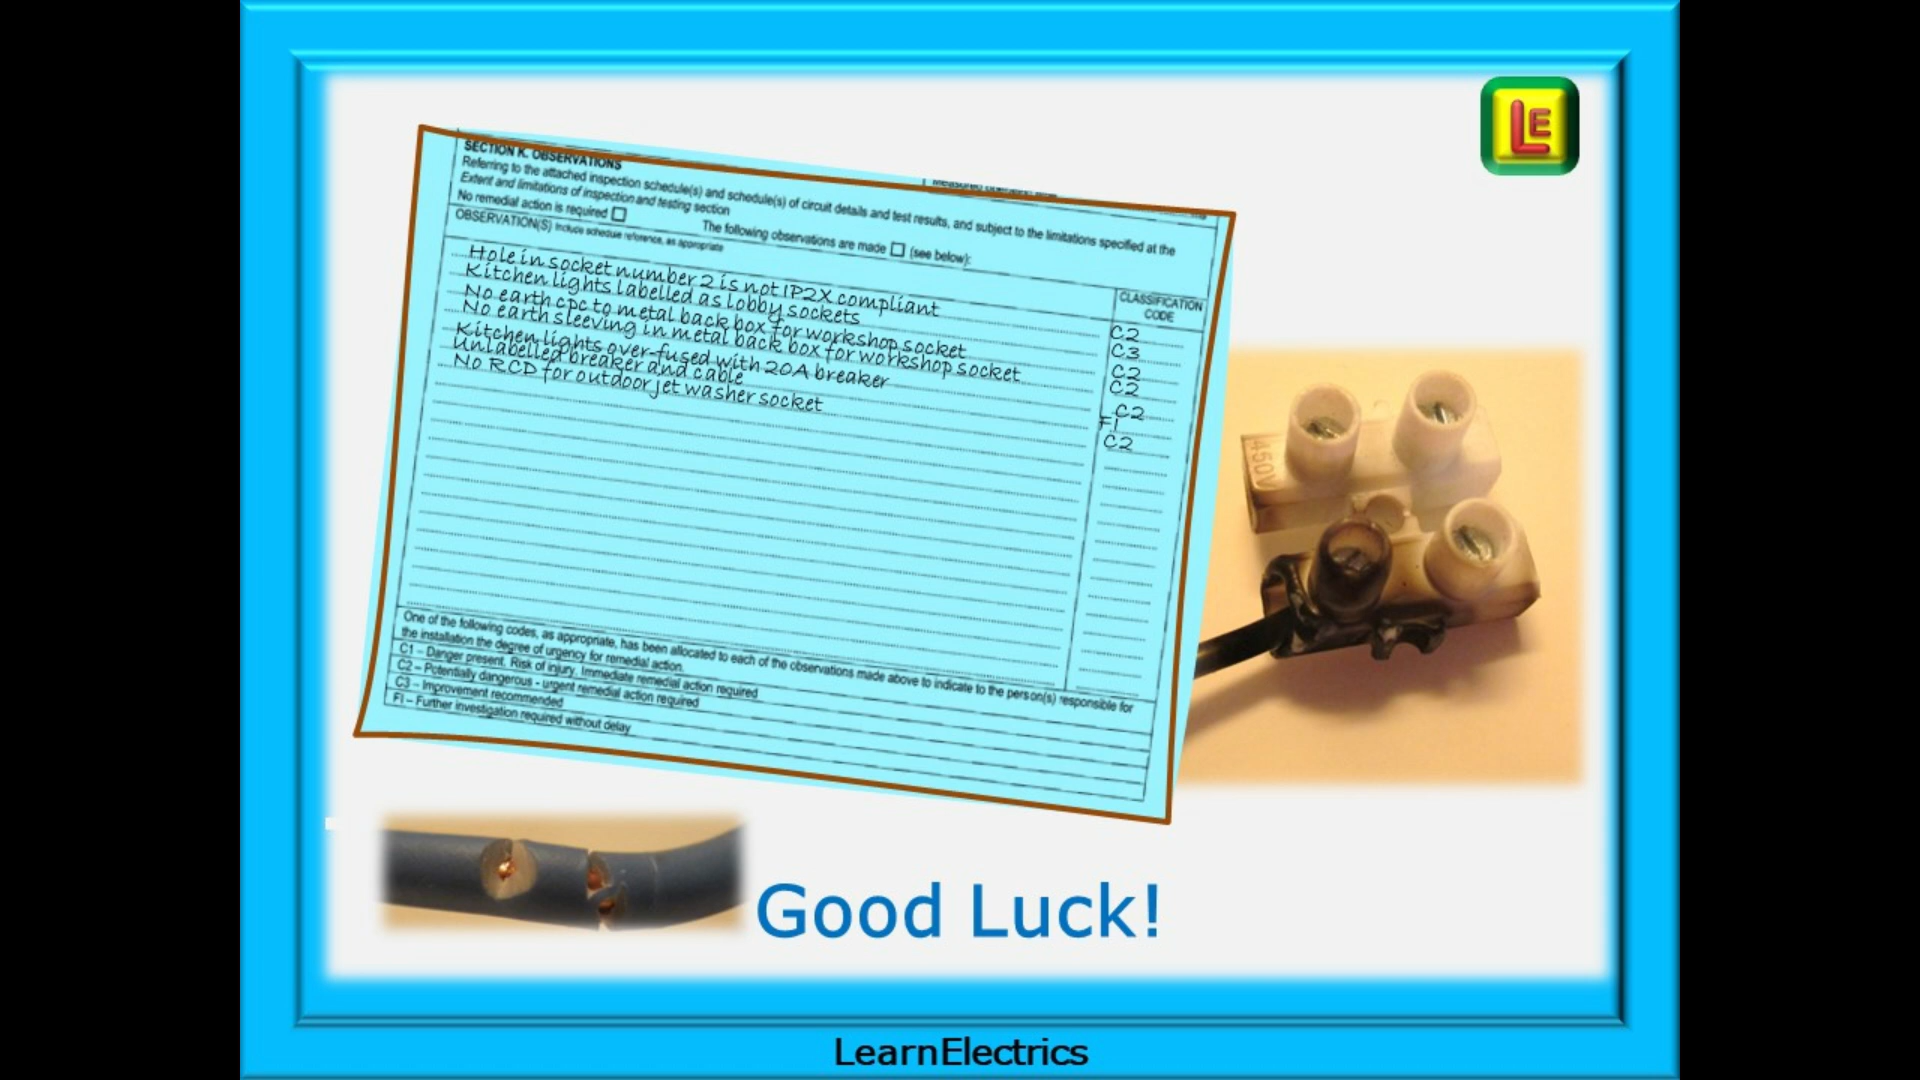 LE
SECTION K. OBSERVATIONS
Referring to the attached inspection schedule(s) and schedule(s) of circuit details and test results, and subject to the limitations specified at the
Extent and limitations of inspection and testing section
No remedial action is required
The following observations are made (see below):
OBSERVATION(S) Include schedule reference, as appropriate
CLASSIFICATION
CODE
Hole in socket number 2 is not IP2X compliant C2
Kitchen lights labelled as lobby sockets C3
No earth cpc to metal back box for workshop socket C2
No earth sleeving in metal back box for workshop socket C2
Kitchen lights over-fused with 20A breaker C2
Unlabelled breaker and cable FI
No RCD for outdoor jet washer socket C2
One of the following codes, as appropriate, has been allocated to each of the observations made above to indicate to the person(s) responsible for
the installation the degree of urgency for remedial action.
C1 – Danger present. Risk of injury. Immediate remedial action required
C2 – Potentially dangerous - urgent remedial action required
C3 – Improvement recommended
FI – Further investigation required without delay
450V
Good Luck!
LearnElectrics